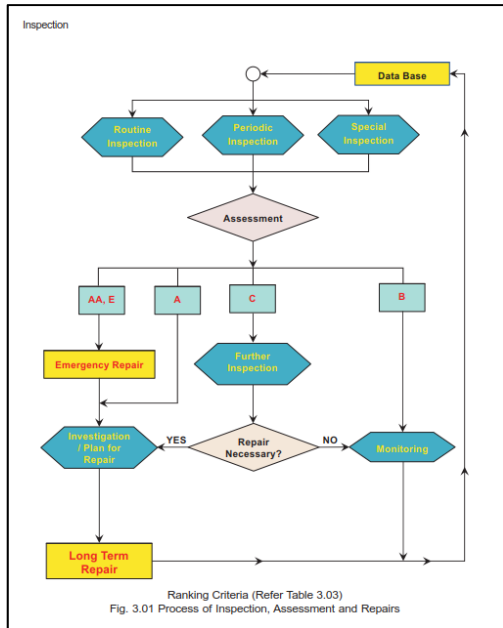 Inspection
Data Base
Routine
Inspection
Periodic
Inspection
Special
Inspection
Assessment
AA, E
A
C
B
Emergency Repair
Further
Inspection
Investigation
/ Plan for
Repair
YES
Repair
Necessary?
NO
Monitoring
Long Term
Repair
Ranking Criteria (Refer Table 3.03)
Fig. 3.01 Process of Inspection, Assessment and Repairs